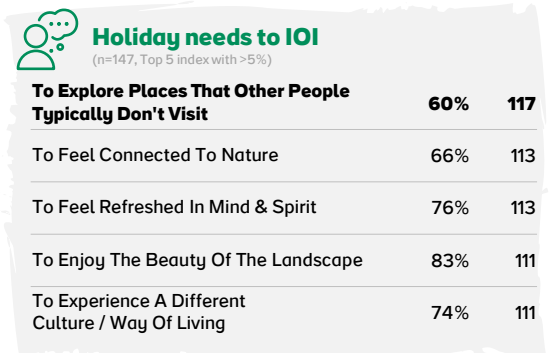 Holiday needs to IOI
(n=147, Top 5 index with >5%)
To Explore Places That Other People
Typically Don't Visit 60% 117
To Feel Connected To Nature 66% 113
To Feel Refreshed In Mind & Spirit 76% 113
To Enjoy The Beauty Of The Landscape 83% 111
To Experience A Different
Culture / Way Of Living 74% 111